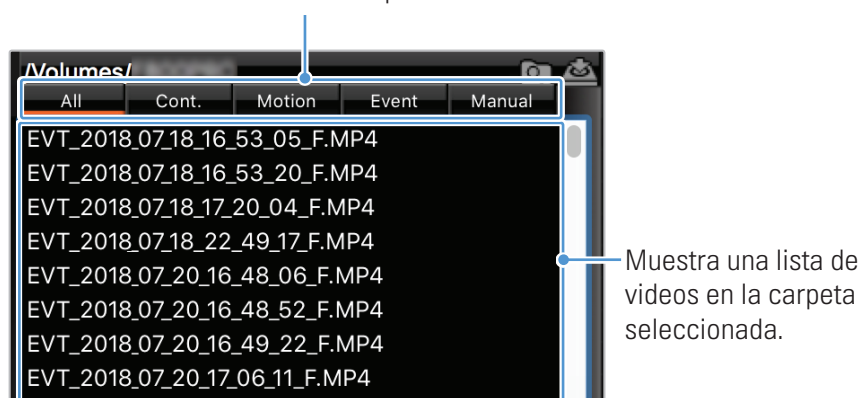 /Volumes/
All Cont. Motion Event Manual
EVT_2018_07_18_16_53_05_F.MP4
EVT_2018_07_18_16_53_20_F.MP4
EVT_2018_07_18_17_20_04_F.MP4
EVT_2018_07_18_22_49_17_F.MP4
EVT_2018_07_20_16_48_06_F.MP4
EVT_2018_07_20_16_48_52_F.MP4
EVT_2018_07_20_16_49_22_F.MP4
EVT_2018_07_20_17_06_11_F.MP4
Muestra una lista de
videos en la carpeta
seleccionada.